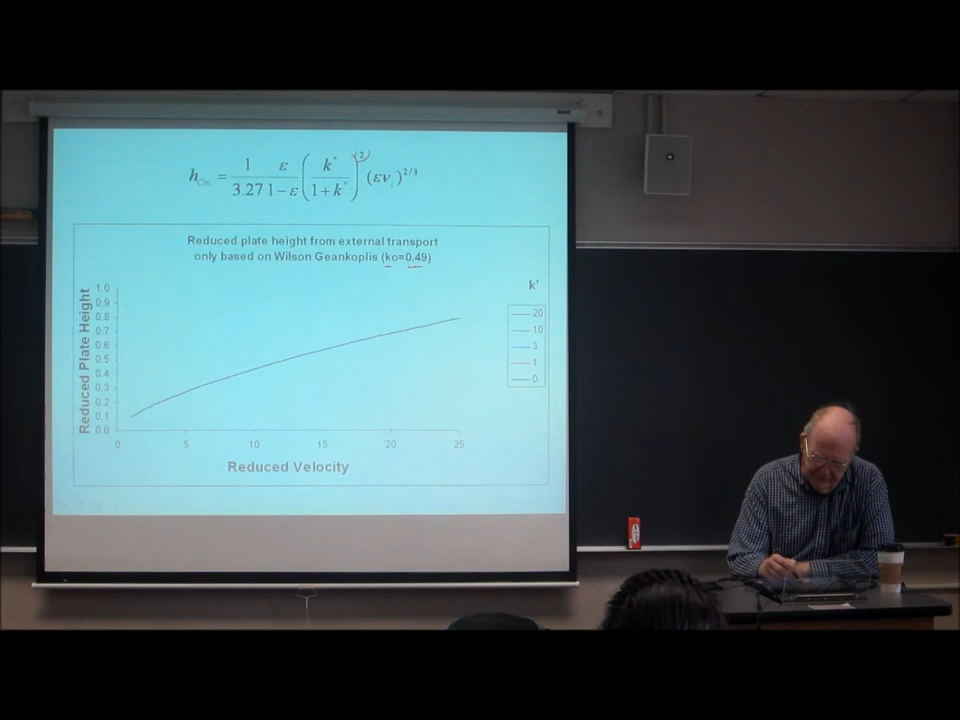 h_Cm = 1/3.27 ε/(1−ε) (k"/(1+k"))^2 (εν_i)^2/3
Reduced plate height from external transport
only based on Wilson Geankoplis (ko=0.49)
k'
20
10
3
1
0
Reduced Plate Height
1.0
0.9
0.8
0.7
0.6
0.5
0.4
0.3
0.2
0.1
0.0
0 5 10 15 20 25
Reduced Velocity